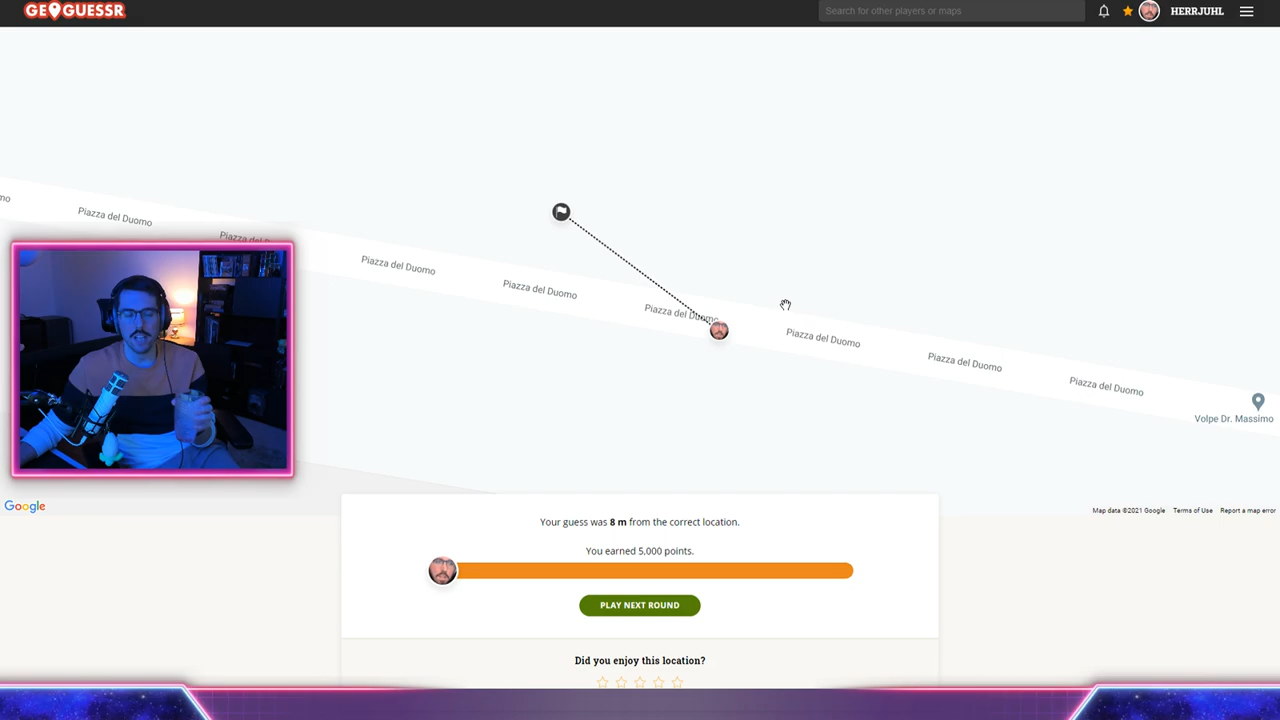 GEOGUESSR
Search for other players or maps
HERRJUHL
mo
Piazza del Duomo
Piazza del D
Piazza del Duomo
Piazza del Duomo
Piazza del Duomo
Piazza del Duomo
Piazza del Duomo
Piazza del Duomo
Volpe Dr. Massimo
Google
Map data ©2021 Google
Terms of Use
Report a map error
Your guess was 8 m from the correct location.
You earned 5,000 points.
PLAY NEXT ROUND
Did you enjoy this location?